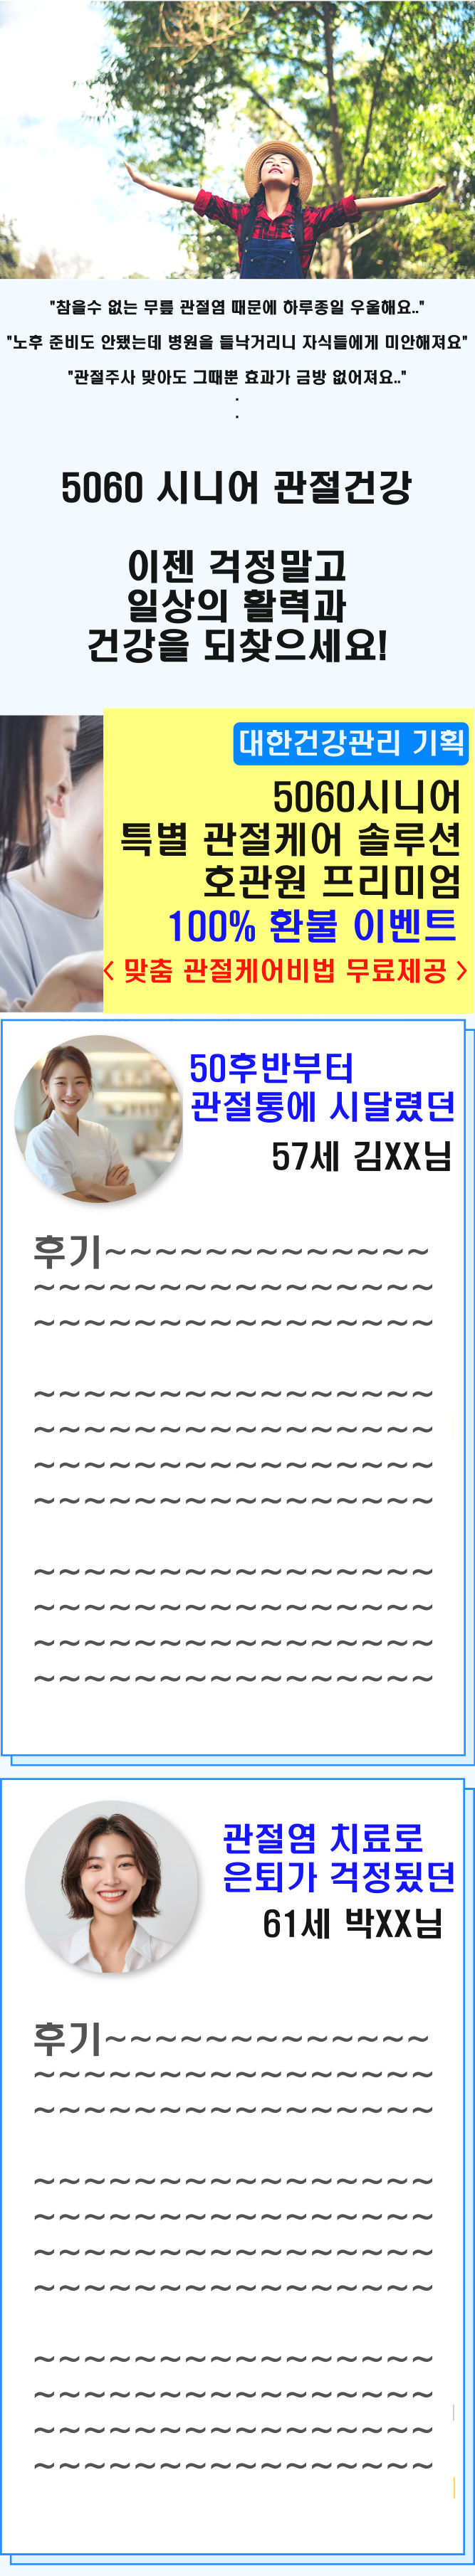 "참을수 없는 무릎 관절염 때문에 하루종일 우울해요.."
"노후 준비도 안됐는데 병원을 들낙거리니 자식들에게 미안해져요"
"관절주사 맞아도 그때뿐 효과가 금방 없어져요.."
.
.
5060 시니어 관절건강
이젠 걱정말고
일상의 활력과
건강을 되찾으세요!
대한건강관리 기획
5060시니어
특별 관절케어 솔루션
호관원 프리미엄
100% 환불 이벤트
< 맞춤 관절케어비법 무료제공 >
50후반부터
관절통에 시달렸던
57세 김XX님
후기~~~~~~~~~~~~~
~~~~~~~~~~~~~~~~
~~~~~~~~~~~~~~~~
~~~~~~~~~~~~~~~~
~~~~~~~~~~~~~~~~
~~~~~~~~~~~~~~~~
~~~~~~~~~~~~~~~~
~~~~~~~~~~~~~~~~
~~~~~~~~~~~~~~~~
~~~~~~~~~~~~~~~~
~~~~~~~~~~~~~~~~
관절염 치료로
은퇴가 걱정됬던
61세 박XX님
후기~~~~~~~~~~~~~
~~~~~~~~~~~~~~~~
~~~~~~~~~~~~~~~~
~~~~~~~~~~~~~~~~
~~~~~~~~~~~~~~~~
~~~~~~~~~~~~~~~~
~~~~~~~~~~~~~~~~
~~~~~~~~~~~~~~~~
~~~~~~~~~~~~~~~~
~~~~~~~~~~~~~~~~
~~~~~~~~~~~~~~~~